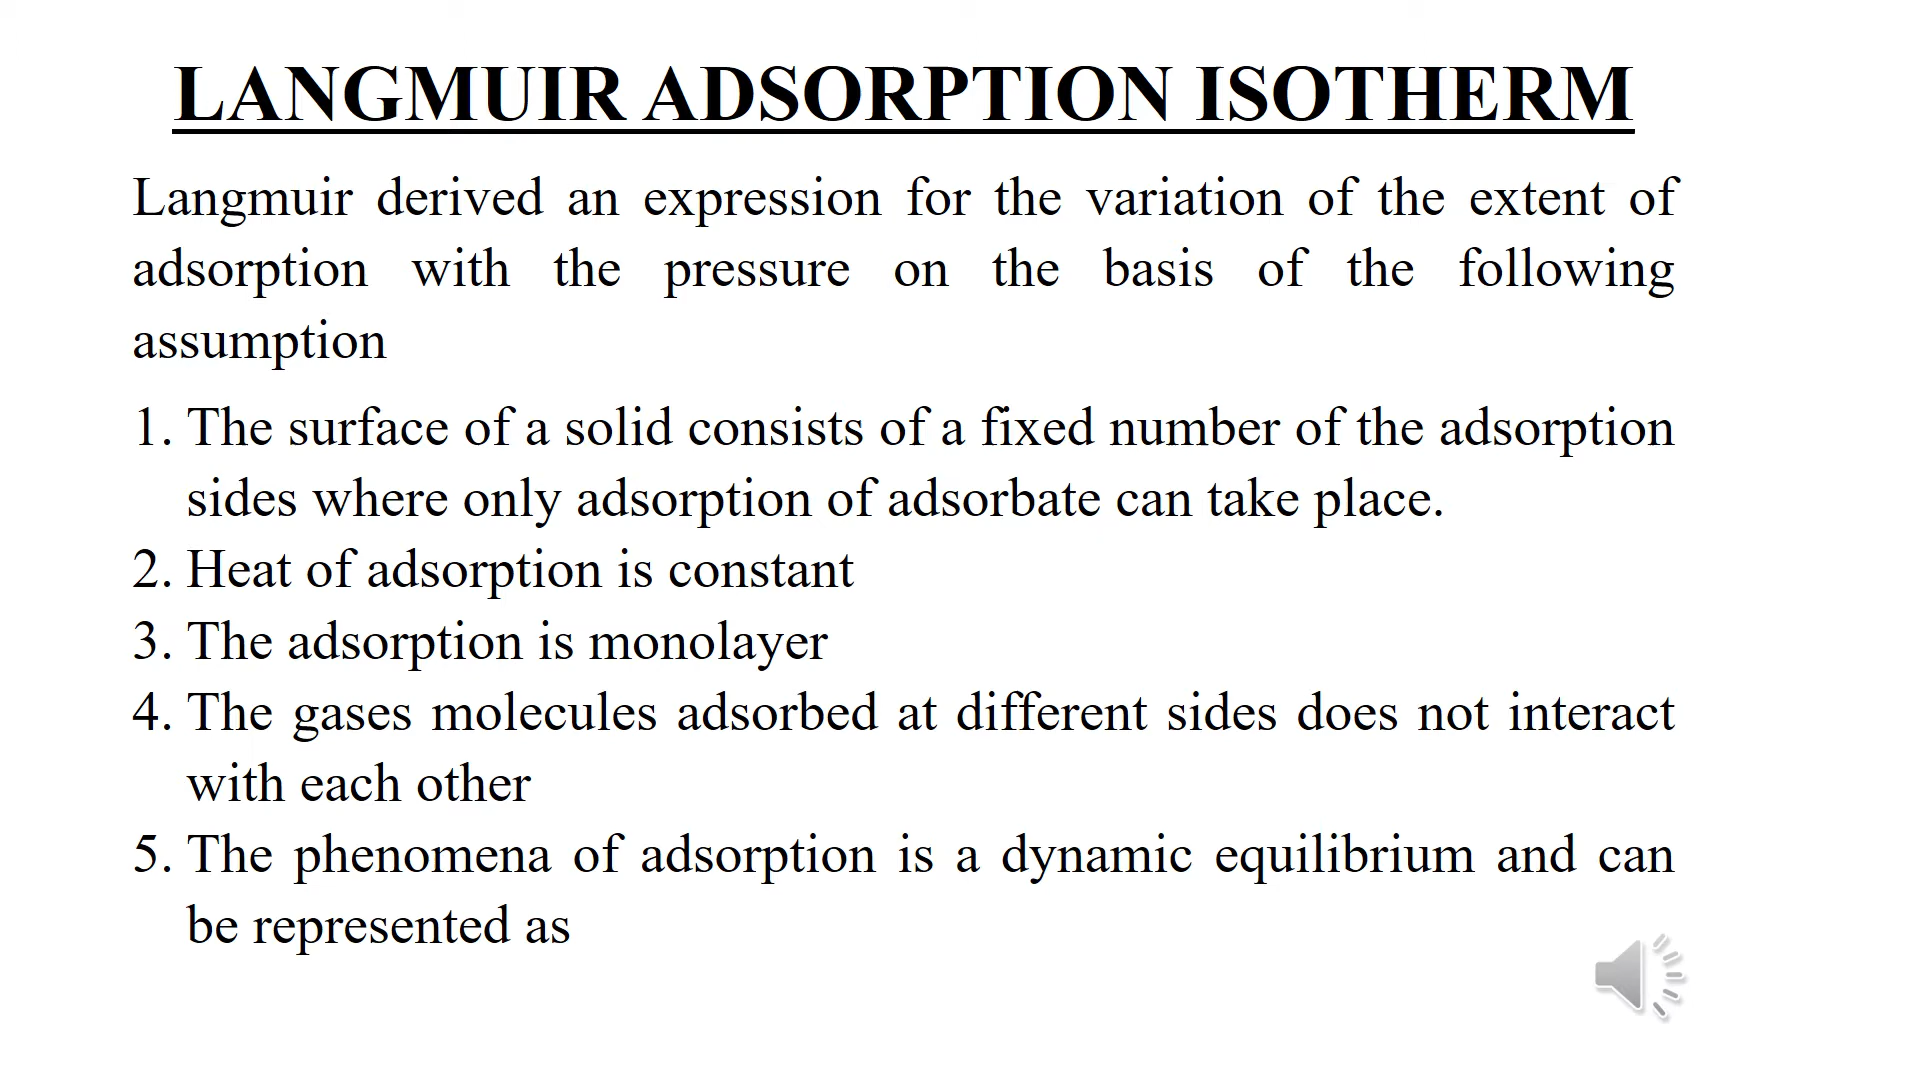 LANGMUIR ADSORPTION ISOTHERM
Langmuir derived an expression for the variation of the extent of
adsorption with the pressure on the basis of the following
assumption
1. The surface of a solid consists of a fixed number of the adsorption
sides where only adsorption of adsorbate can take place.
2. Heat of adsorption is constant
3. The adsorption is monolayer
4. The gases molecules adsorbed at different sides does not interact
with each other
5. The phenomena of adsorption is a dynamic equilibrium and can
be represented as